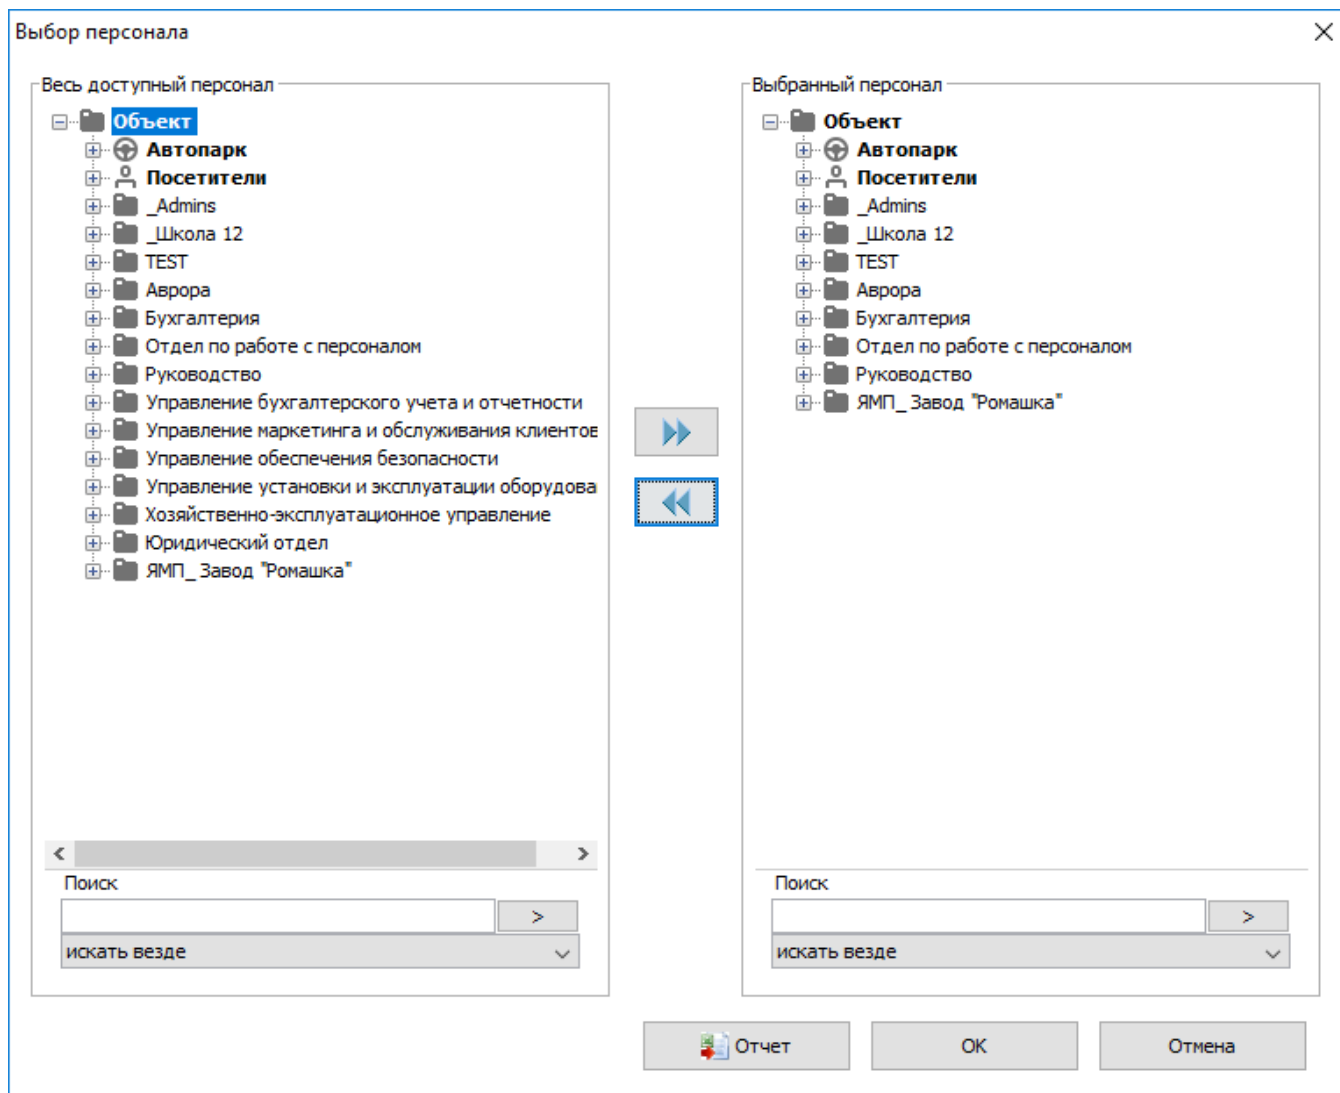 Выбор персонала
Весь доступный персонал
Объект
Автопарк
Посетители
_Admins
_Школа 12
TEST
Аврора
Бухгалтерия
Отдел по работе с персоналом
Руководство
Управление бухгалтерского учета и отчетности
Управление маркетинга и обслуживания клиентов
Управление обеспечения безопасности
Управление установки и эксплуатации оборудова
Хозяйственно-эксплуатационное управление
Юридический отдел
ЯМП_ Завод "Ромашка"
Поиск
>
искать везде
Выбранный персонал
Объект
Автопарк
Посетители
_Admins
_Школа 12
TEST
Аврора
Бухгалтерия
Отдел по работе с персоналом
Руководство
ЯМП_ Завод "Ромашка"
Поиск
>
искать везде
Отчет
OK
Отмена